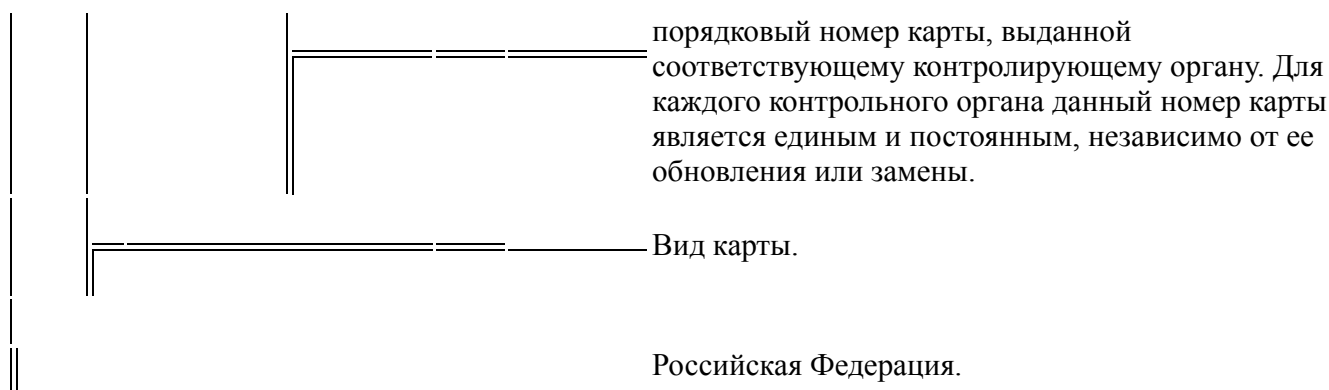 порядковый номер карты, выданной
соответствующему контролирующему органу. Для
каждого контрольного органа данный номер карты
является единым и постоянным, независимо от ее
обновления или замены.
Вид карты.
Российская Федерация.